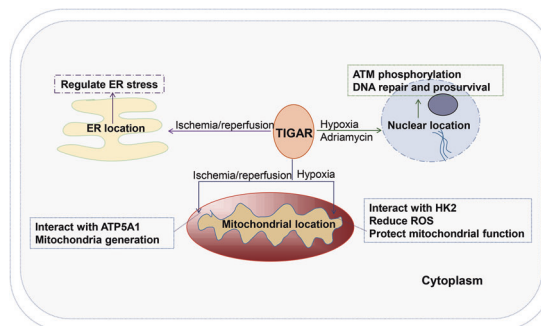 Regulate ER stress
ER location
Ischemia/reperfusion
TIGAR
Hypoxia
Adriamycin
ATM phosphorylation
DNA repair and prosurvival
Nuclear location
Ischemia/reperfusion
Hypoxia
Interact with ATP5A1
Mitochondria generation
Mitochondrial location
Interact with HK2
Reduce ROS
Protect mitochondrial function
Cytoplasm